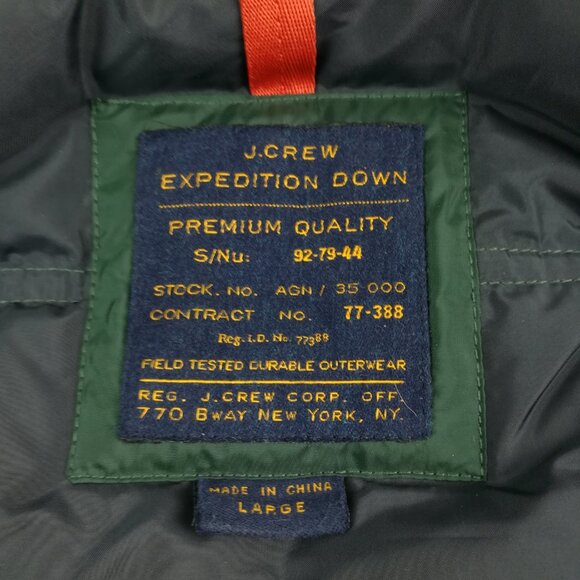 J.CREW
EXPEDITION DOWN
PREMIUM QUALITY
S/Nu: 92-79-44
STOCK. NO. AGN / 35 000
CONTRACT NO. 77-388
Reg. I.D. No. 77388
FIELD TESTED DURABLE OUTERWEAR
REG. J.CREW CORP. OFF.
770 BWAY NEW YORK, NY.
MADE IN CHINA
LARGE